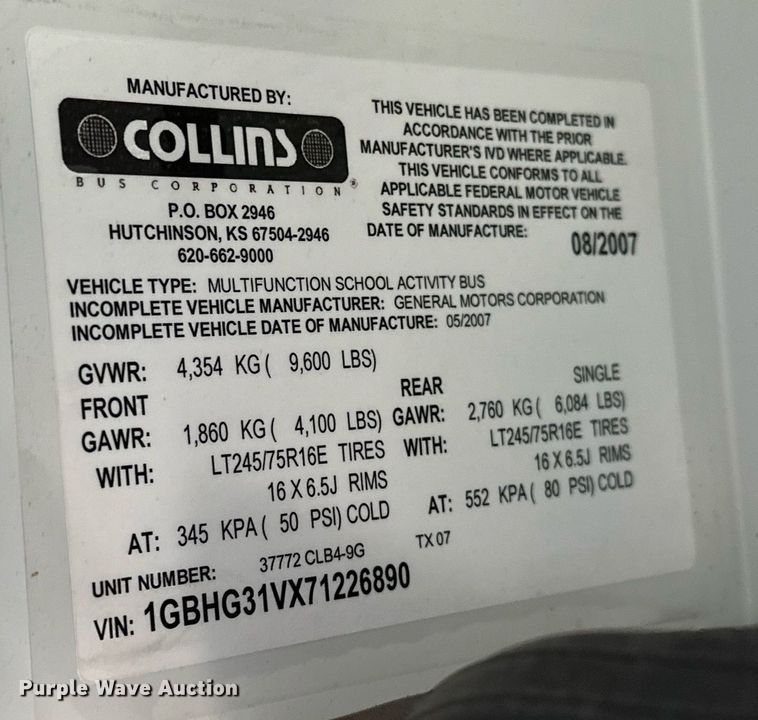 MANUFACTURED BY:
COLLINS
BUS CORPORATION®
P.O. BOX 2946
HUTCHINSON, KS 67504-2946
620-662-9000
THIS VEHICLE HAS BEEN COMPLETED IN
ACCORDANCE WITH THE PRIOR
MANUFACTURER'S IVD WHERE APPLICABLE.
THIS VEHICLE CONFORMS TO ALL
APPLICABLE FEDERAL MOTOR VEHICLE
SAFETY STANDARDS IN EFFECT ON THE
DATE OF MANUFACTURE: 08/2007
VEHICLE TYPE: MULTIFUNCTION SCHOOL ACTIVITY BUS
INCOMPLETE VEHICLE MANUFACTURER: GENERAL MOTORS CORPORATION
INCOMPLETE VEHICLE DATE OF MANUFACTURE: 05/2007
GVWR: 4,354 KG ( 9,600 LBS)
FRONT
GAWR: 1,860 KG ( 4,100 LBS)
WITH: LT245/75R16E TIRES
16 X 6.5J RIMS
AT: 345 KPA ( 50 PSI) COLD
REAR SINGLE
GAWR: 2,760 KG ( 6,084 LBS)
WITH: LT245/75R16E TIRES
16 X 6.5J RIMS
AT: 552 KPA ( 80 PSI) COLD
UNIT NUMBER: 37772 CLB4-9G TX 07
VIN: 1GBHG31VX71226890
Purple Wave Auction